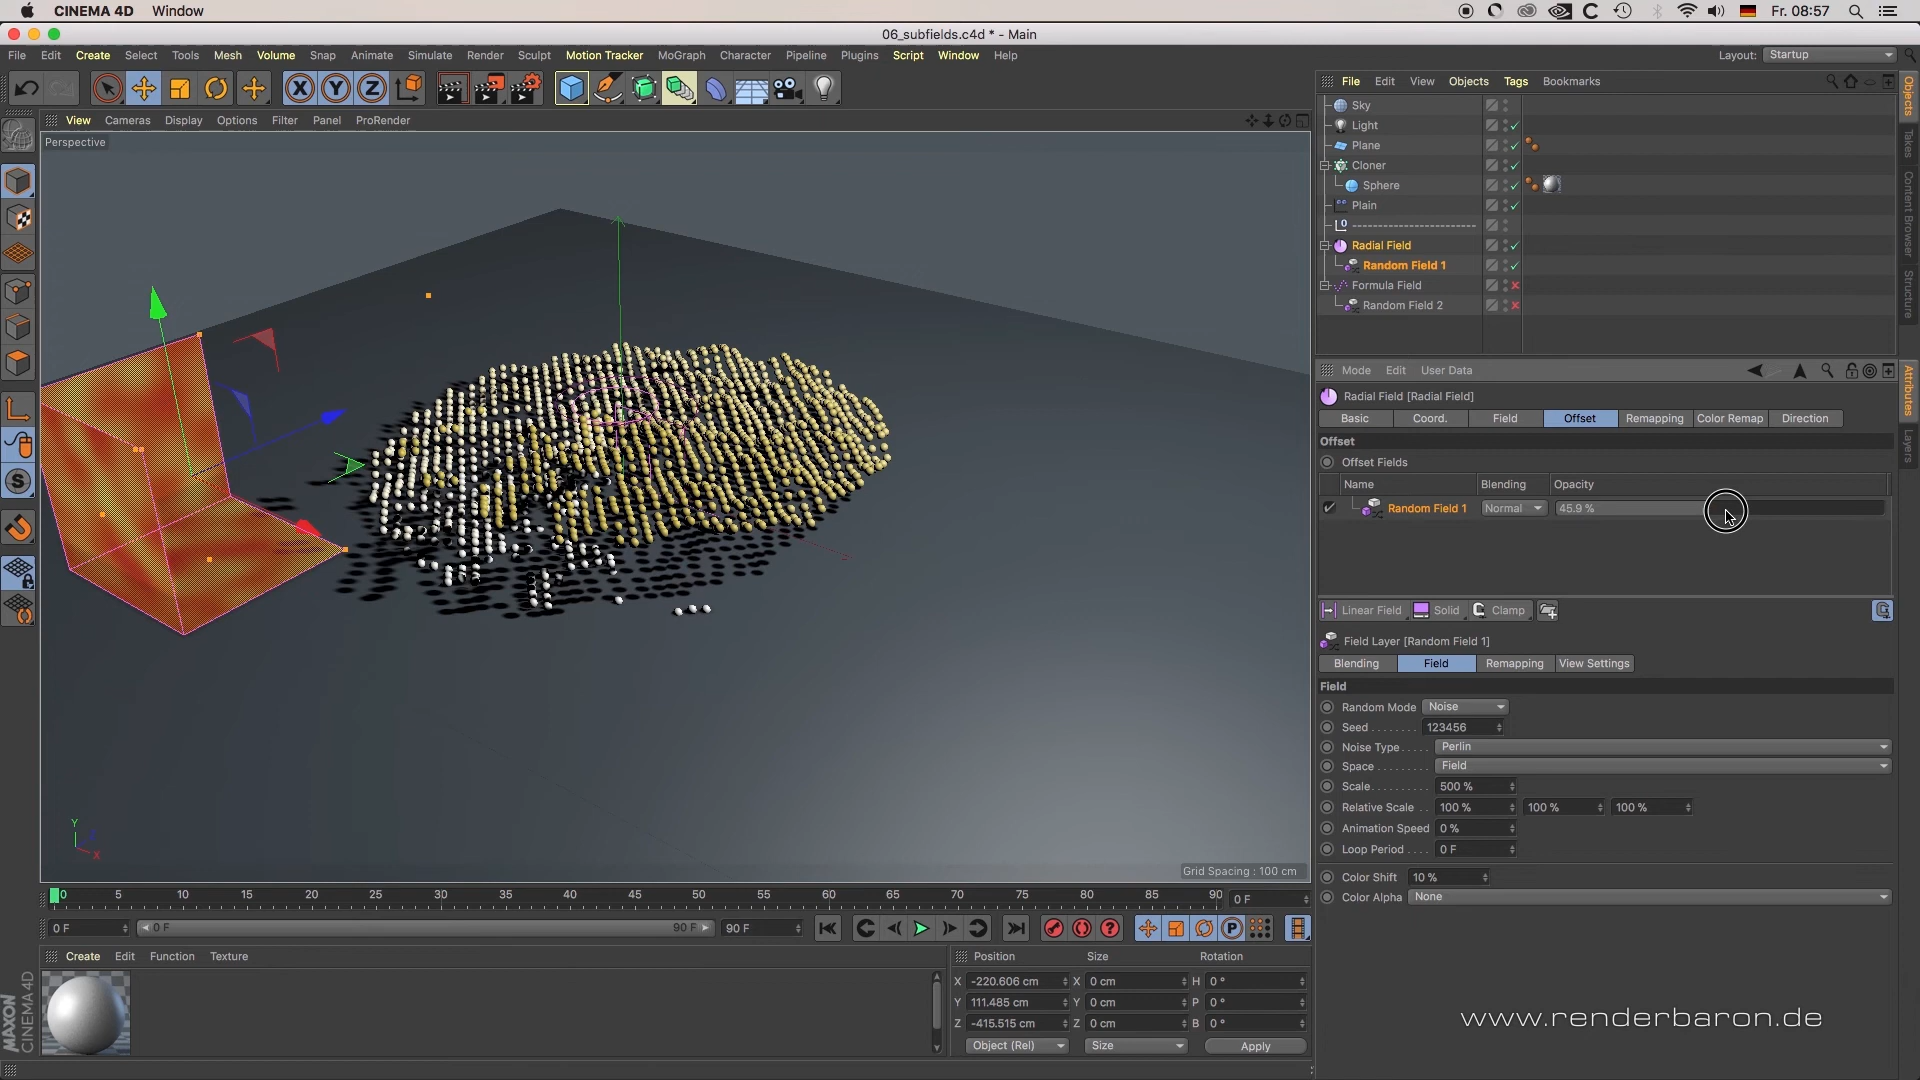 CINEMA 4D Window Fr. 08:57
06_subfields.c4d * - Main
File Edit Create Select Tools Mesh Volume Snap Animate Simulate Render Sculpt Motion Tracker MoGraph Character Pipeline Plugins Script Window Help Layout: Startup
X Y Z
File Edit View Objects Tags Bookmarks
View Cameras Display Options Filter Panel ProRender
Perspective
Sky
Light
Plane
Cloner
Sphere
Plain
Radial Field
Random Field 1
Formula Field
Random Field 2
Objects
Takes
Content Browser
Structure
Mode Edit User Data
Radial Field [Radial Field]
Basic Coord. Field Offset Remapping Color Remap Direction
Offset
Offset Fields
Name Blending Opacity
Random Field 1 Normal 45.9 %
Linear Field Solid Clamp
Field Layer [Random Field 1]
Blending Field Remapping View Settings
Field
Random Mode Noise
Seed . . . . . . . . 123456
Noise Type . . . . . Perlin
Space . . . . . . . . . Field
Scale . . . . . . . . . 500 %
Relative Scale . . 100 % 100 % 100 %
Animation Speed 0 %
Loop Period . . . . 0 F
Color Shift 10 %
Color Alpha None
Attributes
Layers
Y
X
Grid Spacing : 100 cm
0 5 10 15 20 25 30 35 40 45 50 55 60 65 70 75 80 85 90 0 F
0 F 0 F 90 F 90 F
Create Edit Function Texture
Position Size Rotation
X -220.606 cm X 0 cm H 0 °
Y 111.485 cm Y 0 cm P 0 °
Z -415.515 cm Z 0 cm B 0 °
Object (Rel) Size Apply
MAXON
CINEMA 4D
www.renderbaron.de